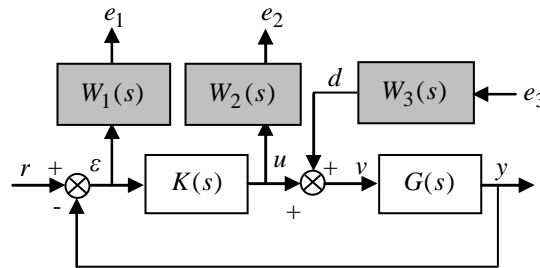 e₁ e₂
W₁(s) W₂(s) d W₃(s) e₃
r + ε K(s) u + v G(s) y
- +